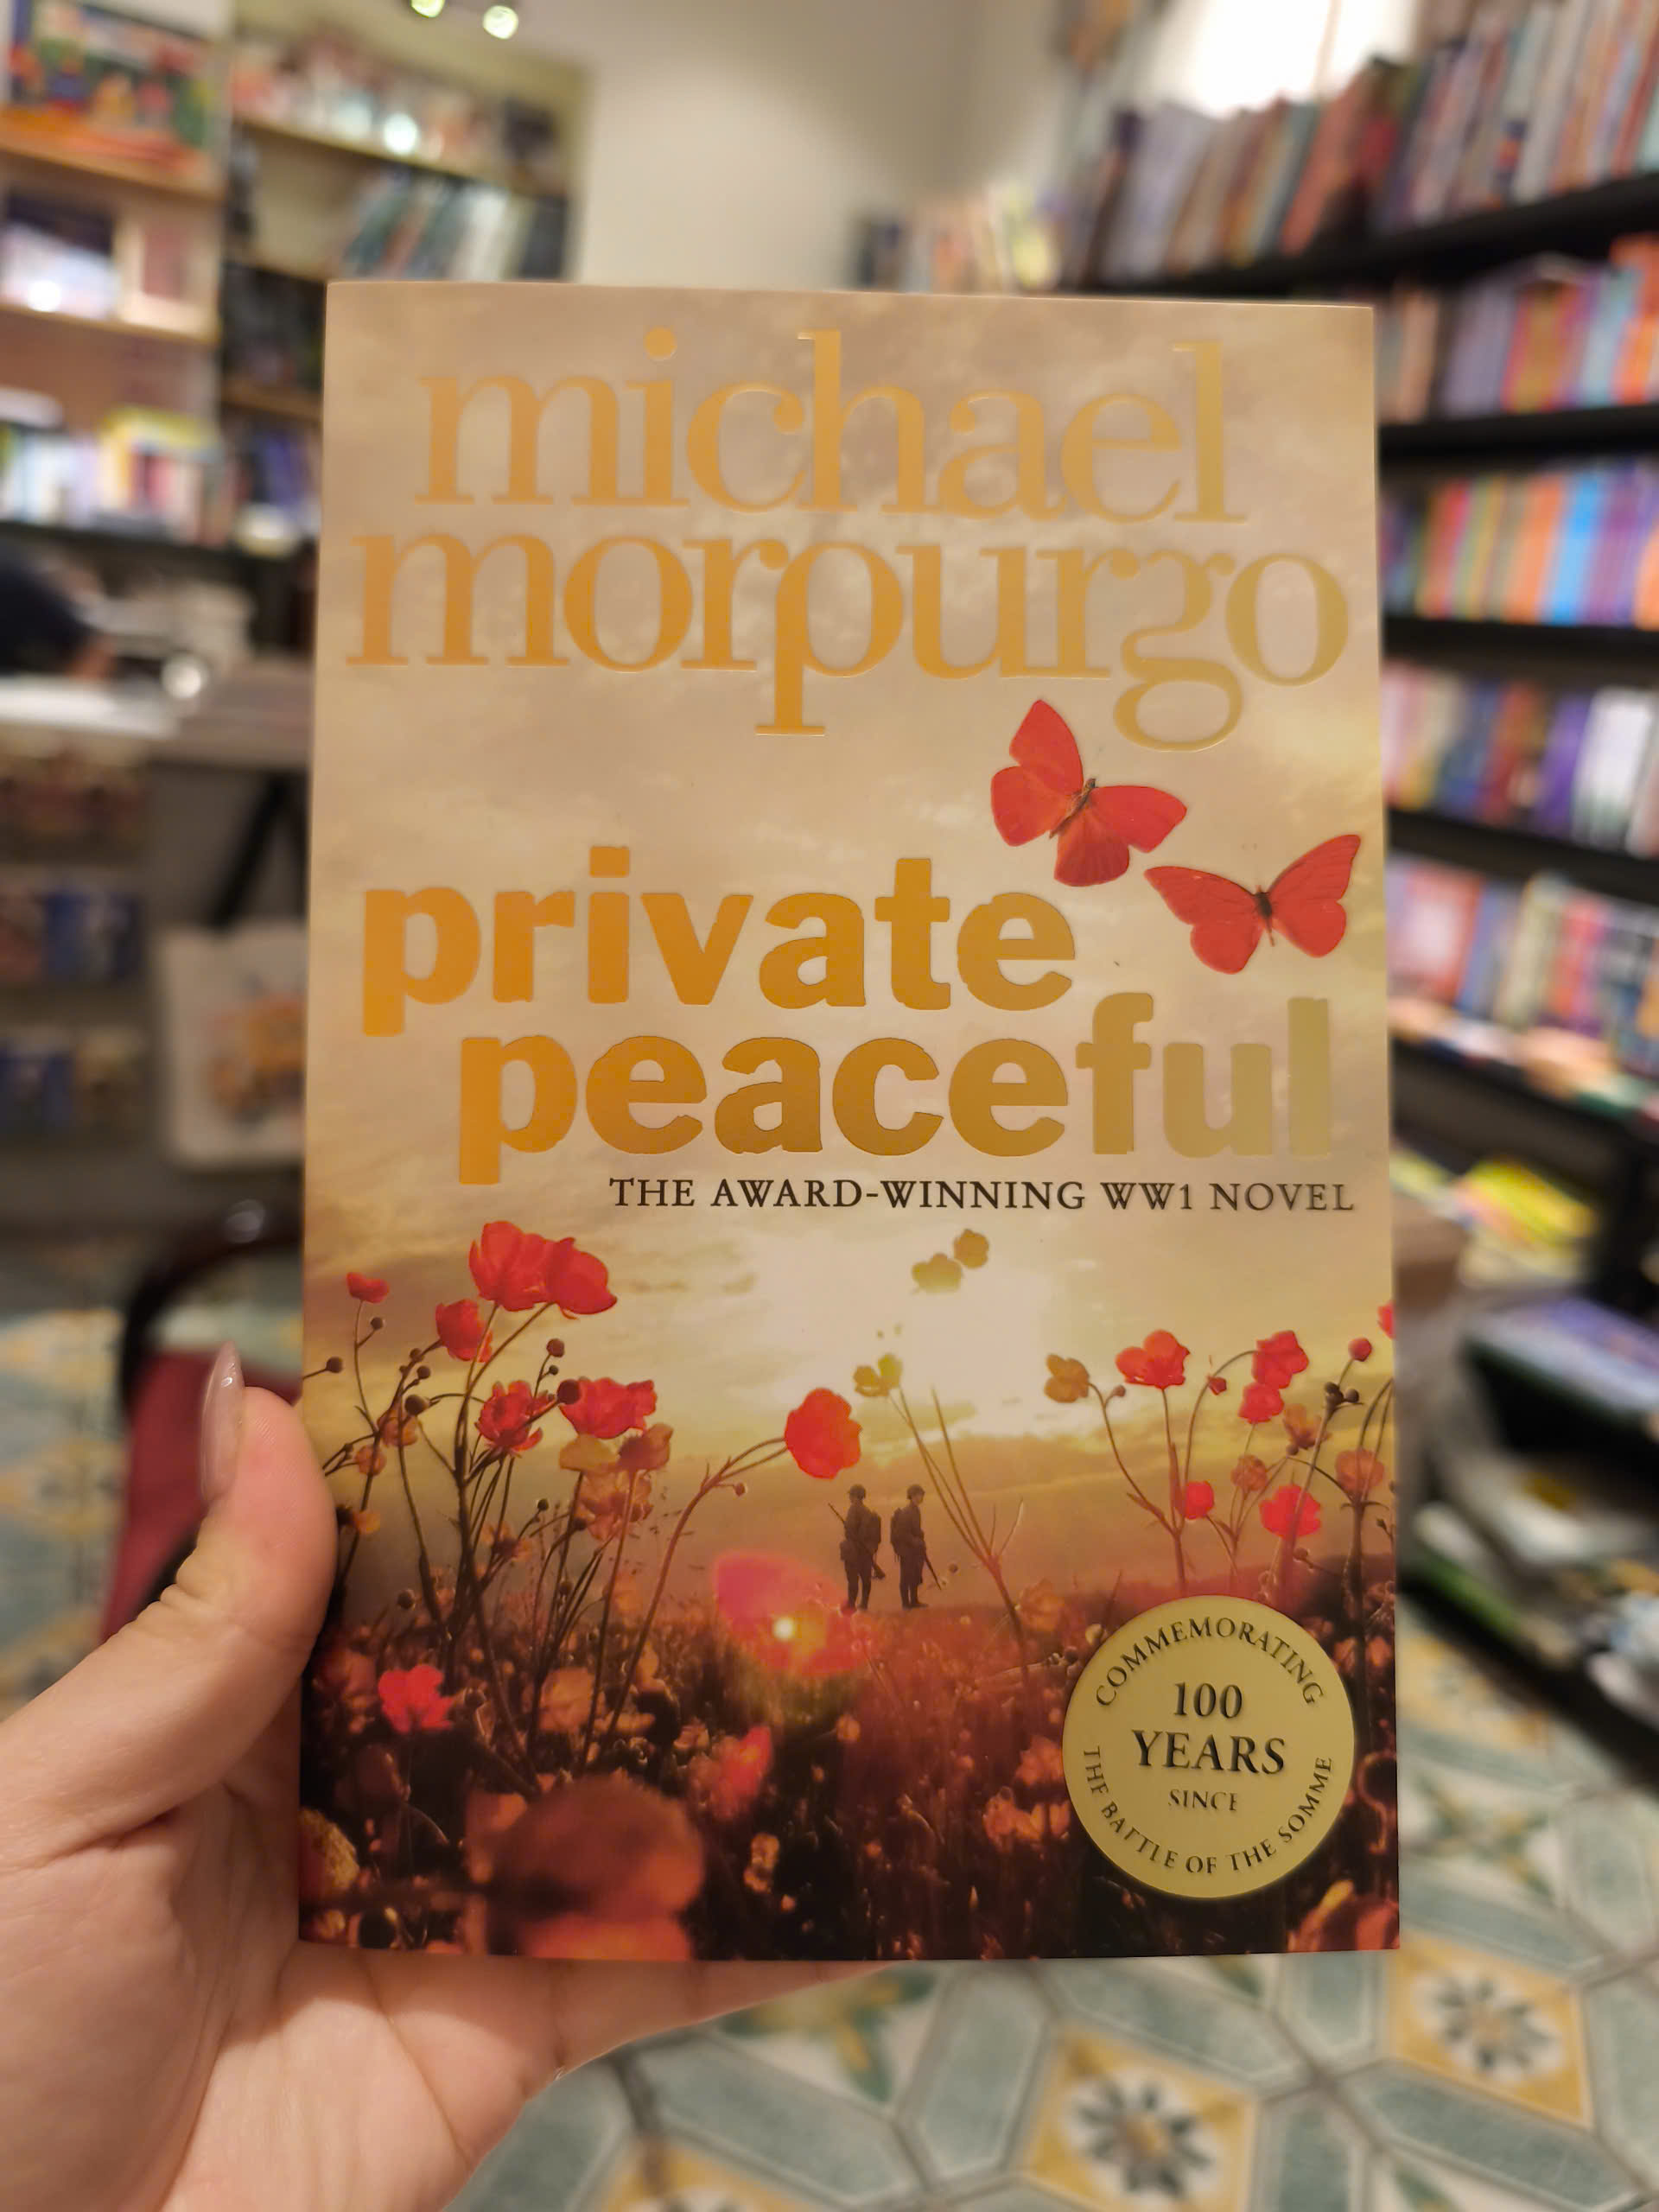 michael
morpurgo
private
peaceful
THE AWARD-WINNING WW1 NOVEL
COMMEMORATING
100
YEARS
SINCE
THE BATTLE OF THE SOMME